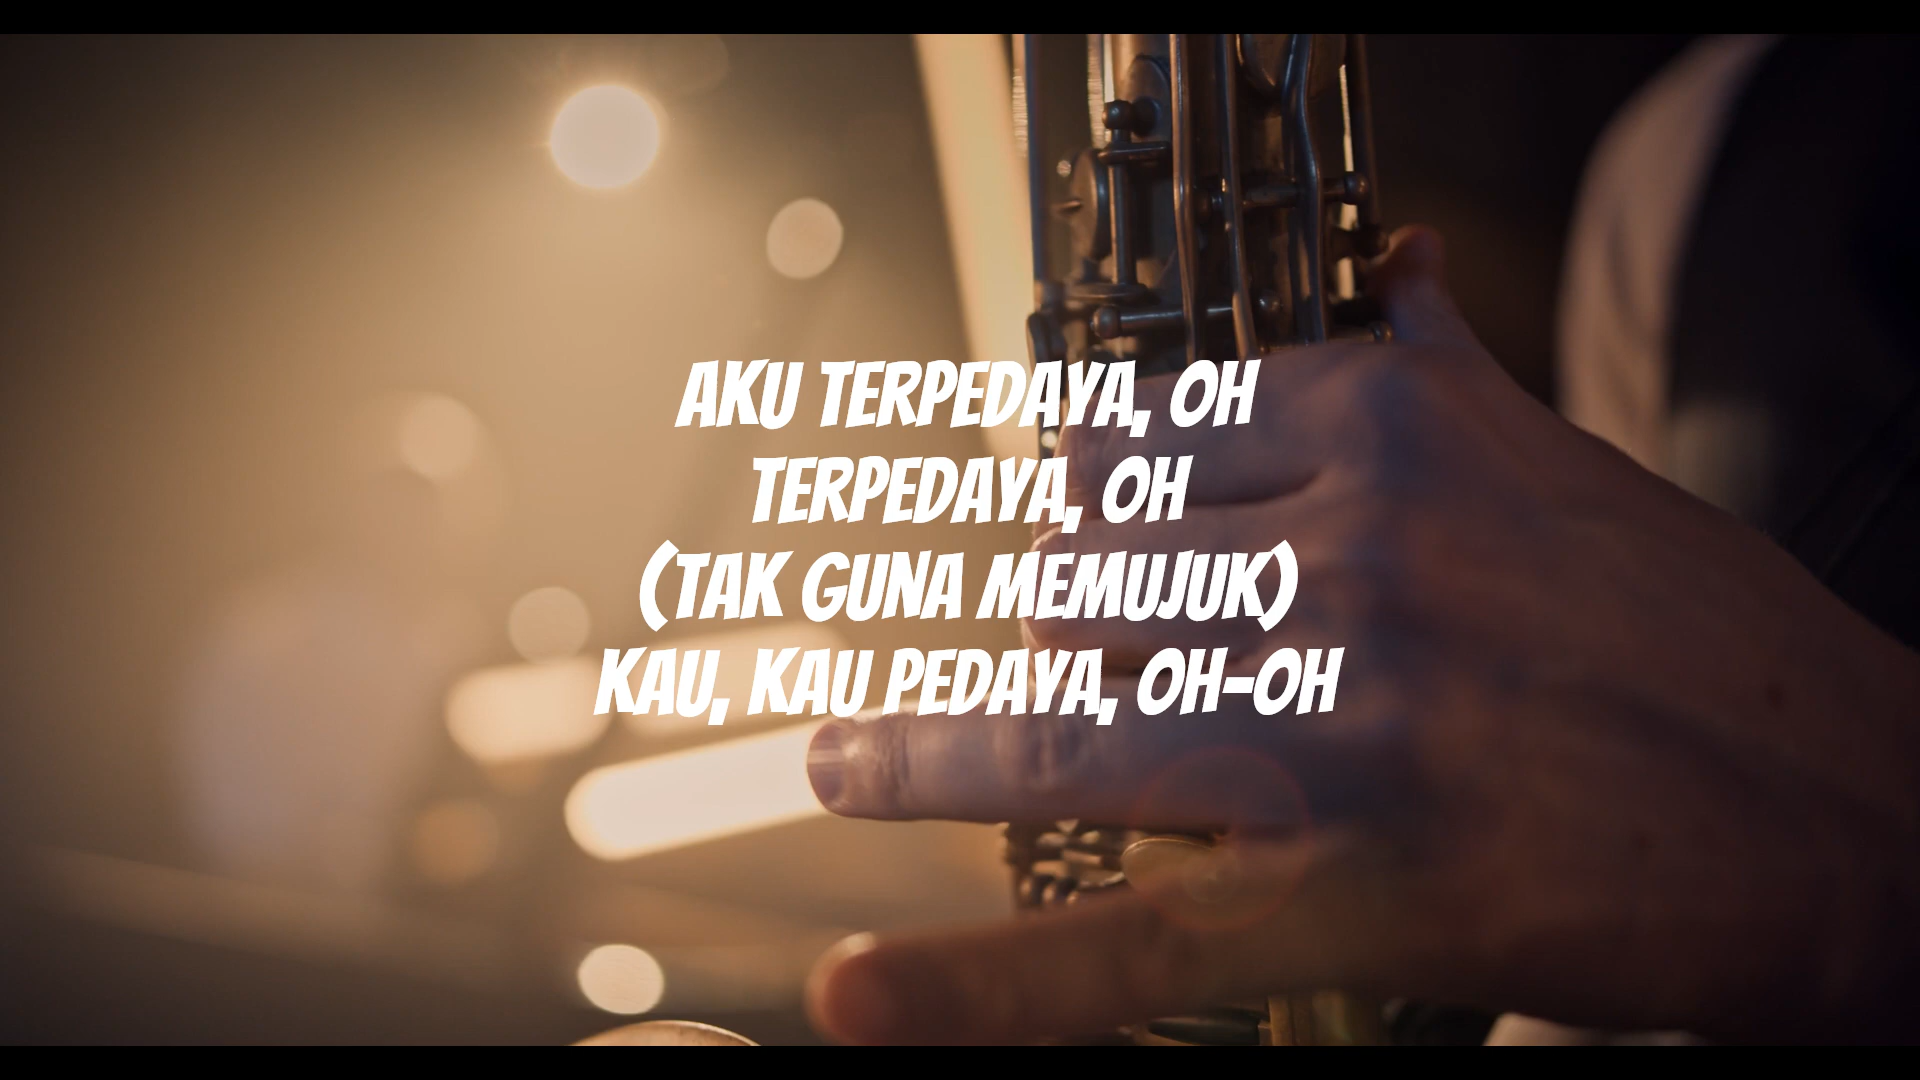 AKU TERPEDAYA, OH
TERPEDAYA, OH
(TAK GUNA MEMUJUK)
KAU, KAU PEDAYA, OH-OH